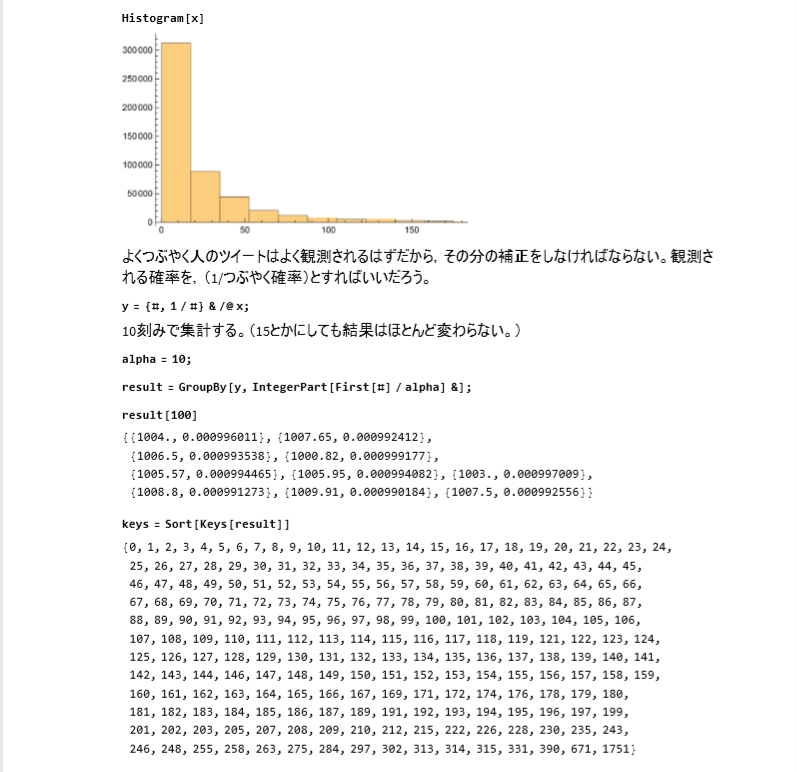 Histogram[x]
300000
250000
200000
150000
100000
50000
0
0 50 100 150
よくつぶやく人のツイートはよく観測されるはずだから，その分の補正をしなければならない。観測さ
れる確率を，（1/つぶやく確率）とすればいいだろう。
y = {#, 1 / #} & /@ x;
10刻みで集計する。（15とかにしても結果はほとんど変わらない。）
alpha = 10;
result = GroupBy[y, IntegerPart[First[#] / alpha] &];
result[100]
{{1004., 0.000996011}, {1007.65, 0.000992412},
{1006.5, 0.000993538}, {1000.82, 0.000999177},
{1005.57, 0.000994465}, {1005.95, 0.000994082}, {1003., 0.000997009},
{1008.8, 0.000991273}, {1009.91, 0.000990184}, {1007.5, 0.000992556}}
keys = Sort[Keys[result]]
{0, 1, 2, 3, 4, 5, 6, 7, 8, 9, 10, 11, 12, 13, 14, 15, 16, 17, 18, 19, 20, 21, 22, 23, 24,
25, 26, 27, 28, 29, 30, 31, 32, 33, 34, 35, 36, 37, 38, 39, 40, 41, 42, 43, 44, 45,
46, 47, 48, 49, 50, 51, 52, 53, 54, 55, 56, 57, 58, 59, 60, 61, 62, 63, 64, 65, 66,
67, 68, 69, 70, 71, 72, 73, 74, 75, 76, 77, 78, 79, 80, 81, 82, 83, 84, 85, 86, 87,
88, 89, 90, 91, 92, 93, 94, 95, 96, 97, 98, 99, 100, 101, 102, 103, 104, 105, 106,
107, 108, 109, 110, 111, 112, 113, 114, 115, 116, 117, 118, 119, 121, 122, 123, 124,
125, 126, 127, 128, 129, 130, 131, 132, 133, 134, 135, 136, 137, 138, 139, 140, 141,
142, 143, 144, 146, 147, 148, 149, 150, 151, 152, 153, 154, 155, 156, 157, 158, 159,
160, 161, 162, 163, 164, 165, 166, 167, 169, 171, 172, 174, 176, 178, 179, 180,
181, 182, 183, 184, 185, 186, 187, 189, 191, 192, 193, 194, 195, 196, 197, 199,
201, 202, 203, 205, 207, 208, 209, 210, 212, 215, 222, 226, 228, 230, 235, 243,
246, 248, 255, 258, 263, 275, 284, 297, 302, 313, 314, 315, 331, 390, 671, 1751}